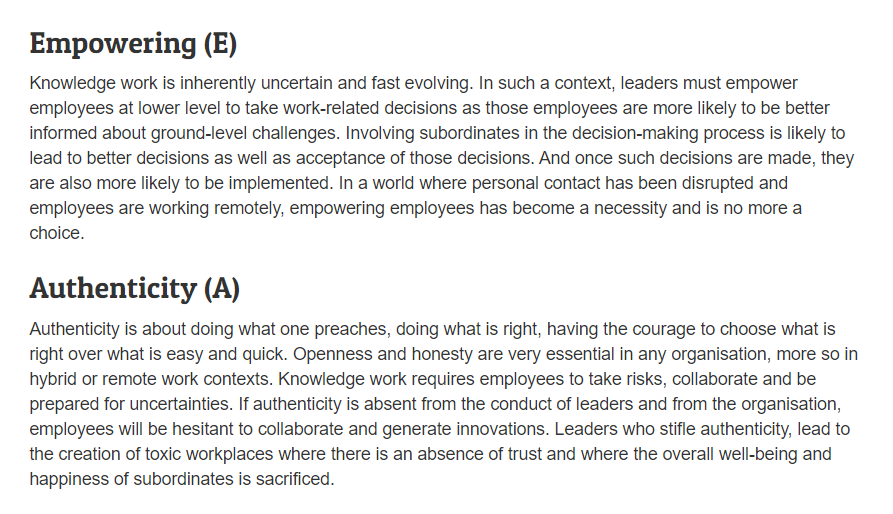 Empowering (E)
Knowledge work is inherently uncertain and fast evolving. In such a context, leaders must empower
employees at lower level to take work-related decisions as those employees are more likely to be better
informed about ground-level challenges. Involving subordinates in the decision-making process is likely to
lead to better decisions as well as acceptance of those decisions. And once such decisions are made, they
are also more likely to be implemented. In a world where personal contact has been disrupted and
employees are working remotely, empowering employees has become a necessity and is no more a
choice.
Authenticity (A)
Authenticity is about doing what one preaches, doing what is right, having the courage to choose what is
right over what is easy and quick. Openness and honesty are very essential in any organisation, more so in
hybrid or remote work contexts. Knowledge work requires employees to take risks, collaborate and be
prepared for uncertainties. If authenticity is absent from the conduct of leaders and from the organisation,
employees will be hesitant to collaborate and generate innovations. Leaders who stifle authenticity, lead to
the creation of toxic workplaces where there is an absence of trust and where the overall well-being and
happiness of subordinates is sacrificed.